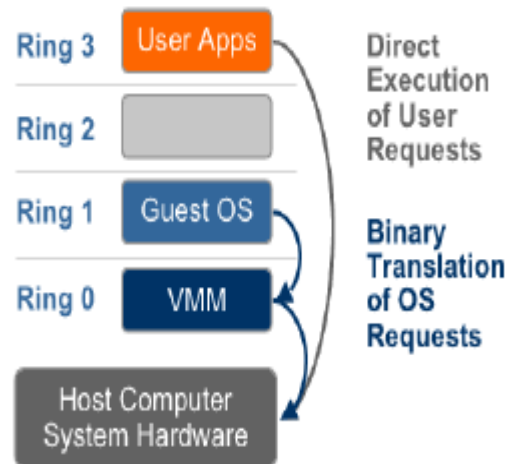 Ring 3
User Apps
Direct
Execution
of User
Requests
Ring 2
Ring 1
Guest OS
Binary
Translation
of OS
Requests
Ring 0
VMM
Host Computer
System Hardware